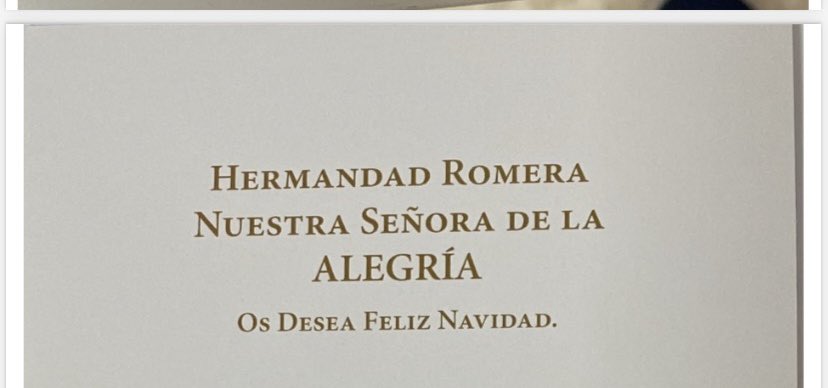 Hermandad Romera
Nuestra Señora de la
ALEGRÍA
Os Desea Feliz Navidad.